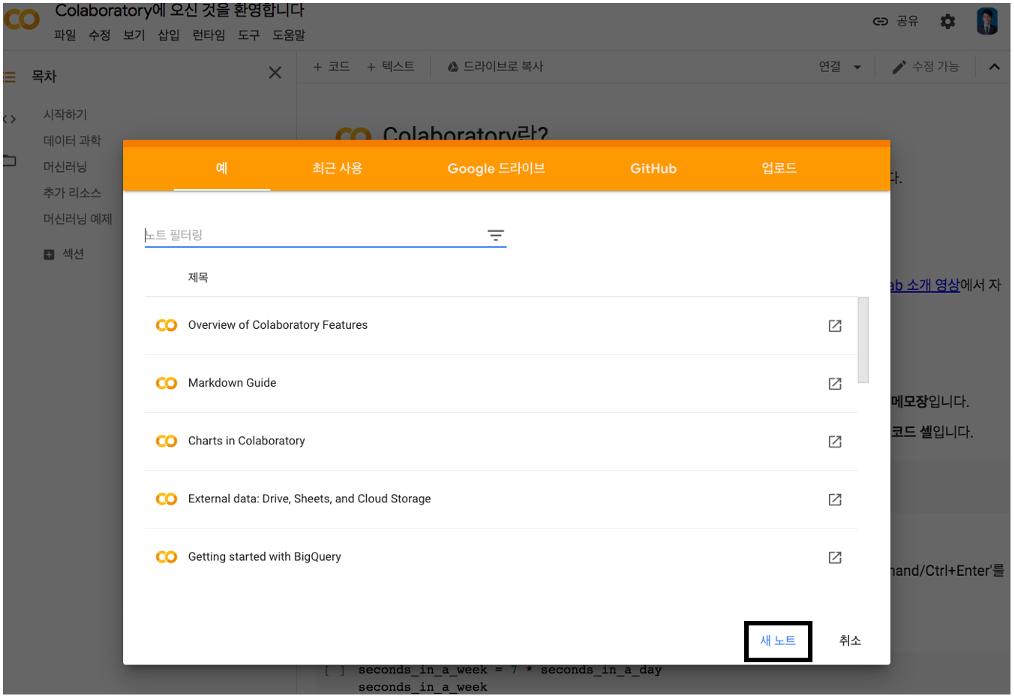 Colaboratory에 오신 것을 환영합니다
파일 수정 보기 삽입 런타임 도구 도움말
공유
목차
+ 코드 + 텍스트 드라이브로 복사
연결 수정 가능
시작하기
데이터 과학
머신러닝
추가 리소스
머신러닝 예제
섹션
Colaboratory란?
예 최근 사용 Google 드라이브 GitHub 업로드
다.
노트 필터링
제목
ab 소개 영상에서 자
Overview of Colaboratory Features
Markdown Guide
메모장입니다.
코드 셀입니다.
Charts in Colaboratory
External data: Drive, Sheets, and Cloud Storage
Getting started with BigQuery
mand/Ctrl+Enter'를
새 노트 취소
[ ] seconds_in_a_week = 7 * seconds_in_a_day
seconds_in_a_week